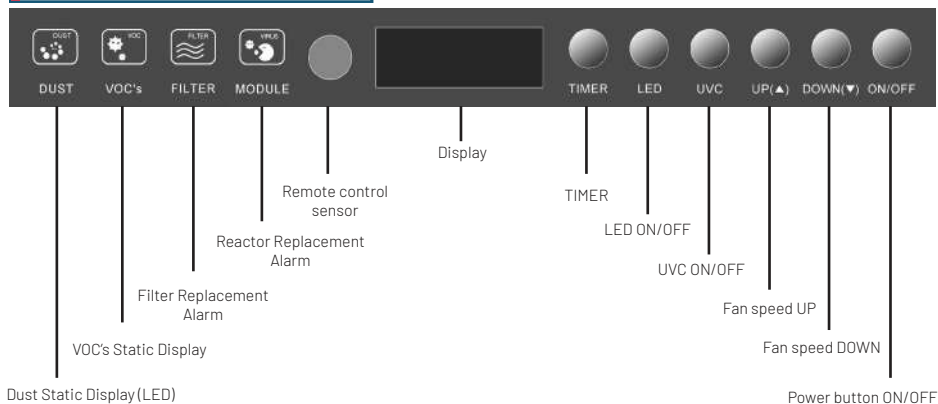 DUST VOC FILTER VIRUS
DUST VOC's FILTER MODULE TIMER LED UVC UP(▲) DOWN(▼) ON/OFF
Display
Remote control
sensor
TIMER
Reactor Replacement
Alarm
LED ON/OFF
UVC ON/OFF
Filter Replacement
Alarm
Fan speed UP
VOC's Static Display
Fan speed DOWN
Dust Static Display (LED)
Power button ON/OFF